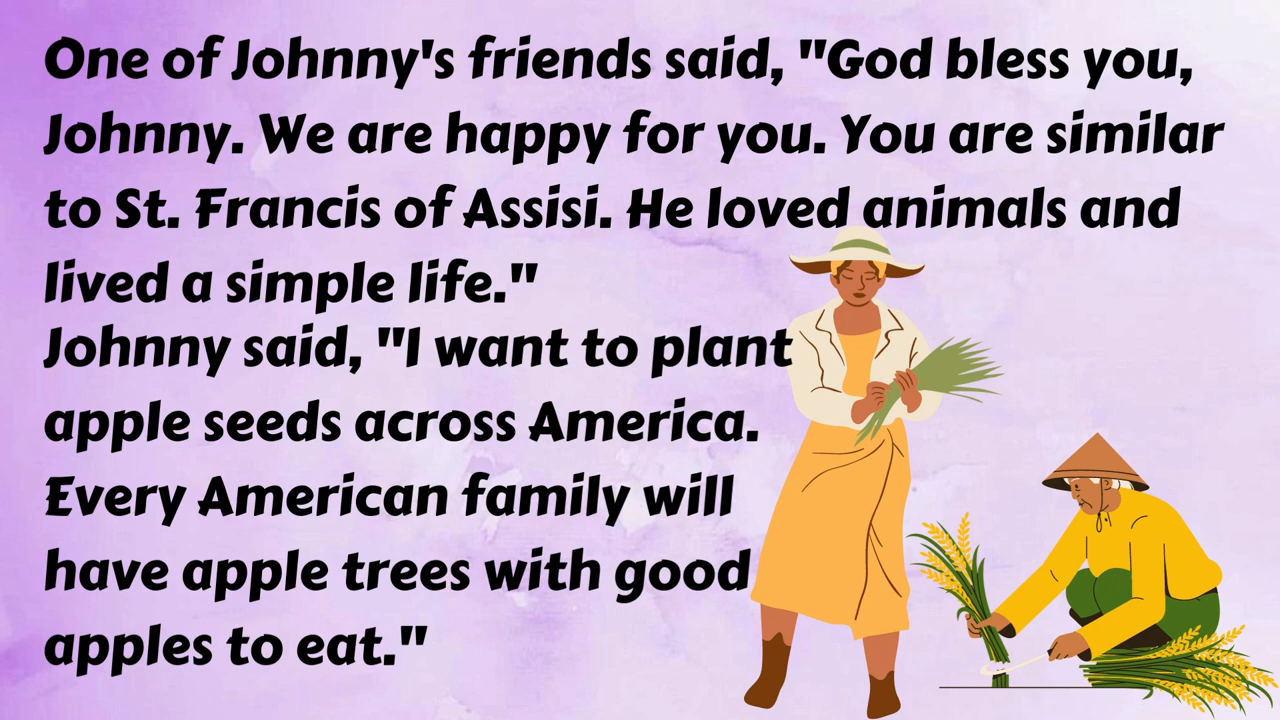 One of Johnny's friends said, "God bless you,
Johnny. We are happy for you. You are similar
to St. Francis of Assisi. He loved animals and
lived a simple life."
Johnny said, "I want to plant
apple seeds across America.
Every American family will
have apple trees with good
apples to eat."